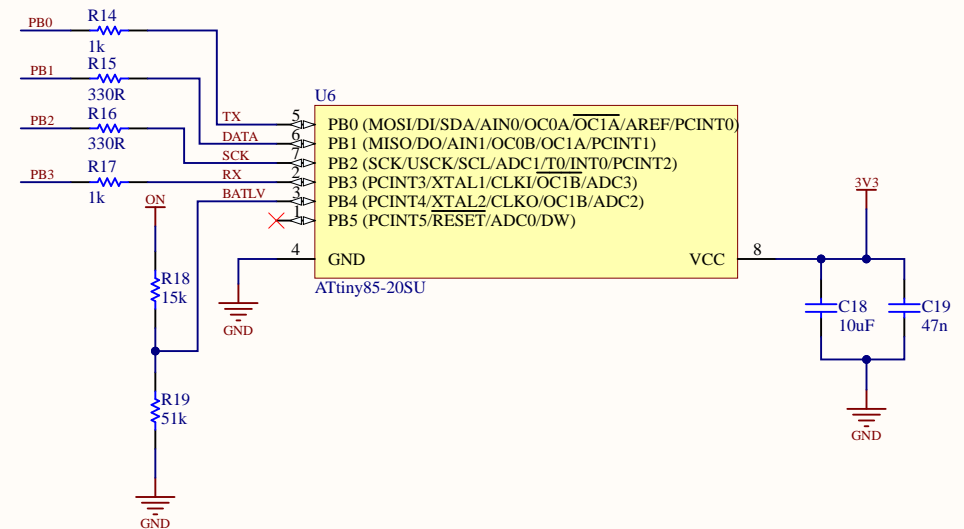 PB0
R14
1k
PB1
R15
330R
PB2
R16
330R
PB3
R17
1k
ON
R18
15k
R19
51k
GND
TX
DATA
SCK
RX
BATLV
U6
5 PB0 (MOSI/DI/SDA/AIN0/OC0A/OC1A/AREF/PCINT0)
6 PB1 (MISO/DO/AIN1/OC0B/OC1A/PCINT1)
7 PB2 (SCK/USCK/SCL/ADC1/T0/INT0/PCINT2)
2 PB3 (PCINT3/XTAL1/CLKI/OC1B/ADC3)
3 PB4 (PCINT4/XTAL2/CLKO/OC1B/ADC2)
1 PB5 (PCINT5/RESET/ADC0/DW)
4 GND VCC 8
ATtiny85-20SU
GND
3V3
C18
10uF
C19
47n
GND